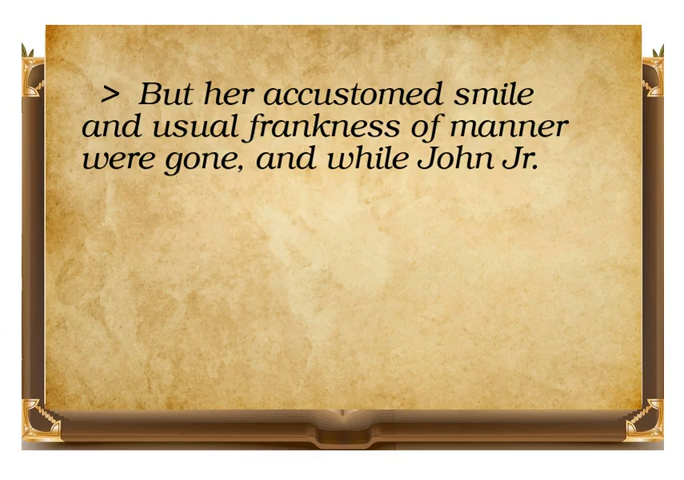 > But her accustomed smile
and usual frankness of manner
were gone, and while John Jr.